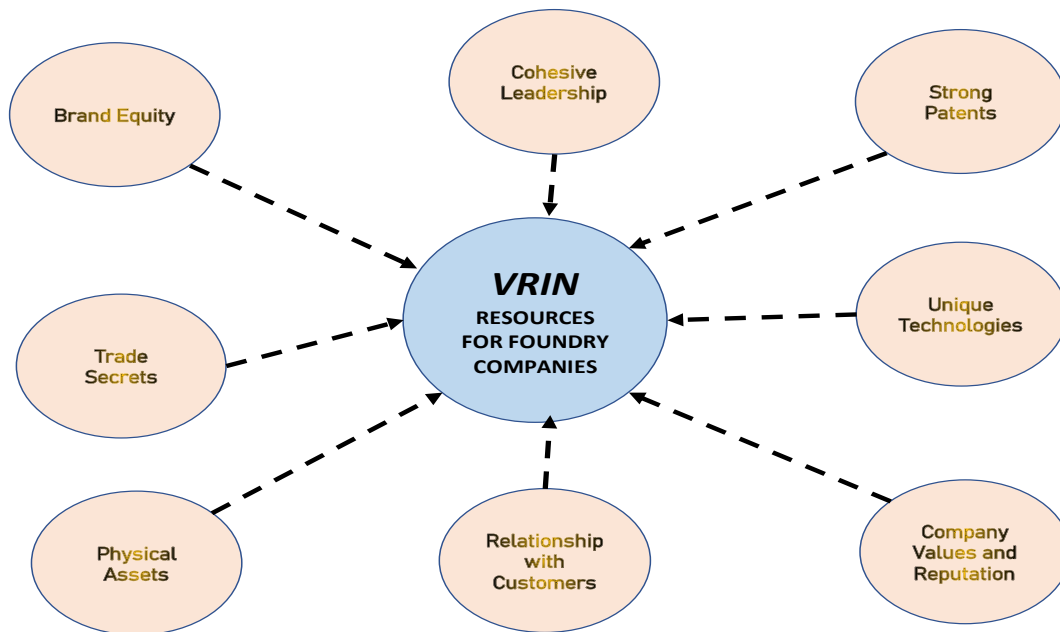 Brand Equity
Cohesive
Leadership
Strong
Patents
VRIN
RESOURCES
FOR FOUNDRY
COMPANIES
Unique
Technologies
Trade
Secrets
Physical
Assets
Relationship
with
Customers
Company
Values and
Reputation